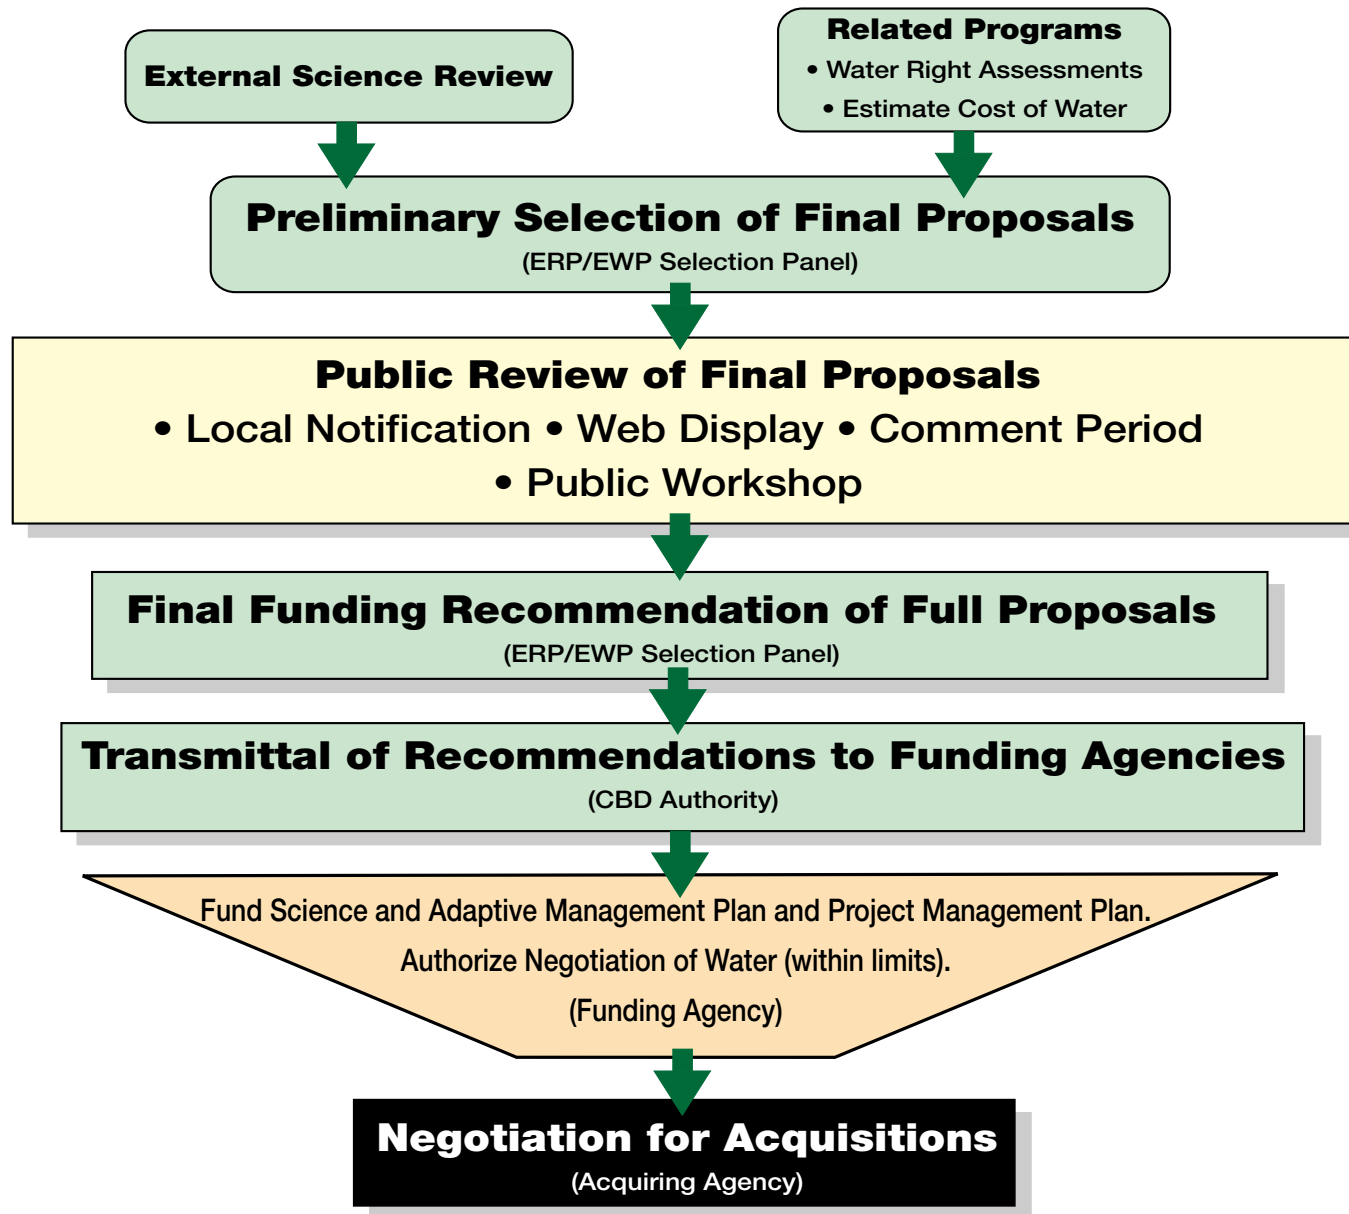 External Science Review
Related Programs
• Water Right Assessments
• Estimate Cost of Water
Preliminary Selection of Final Proposals
(ERP/EWP Selection Panel)
Public Review of Final Proposals
• Local Notification • Web Display • Comment Period
• Public Workshop
Final Funding Recommendation of Full Proposals
(ERP/EWP Selection Panel)
Transmittal of Recommendations to Funding Agencies
(CBD Authority)
Fund Science and Adaptive Management Plan and Project Management Plan.
Authorize Negotiation of Water (within limits).
(Funding Agency)
Negotiation for Acquisitions
(Acquiring Agency)